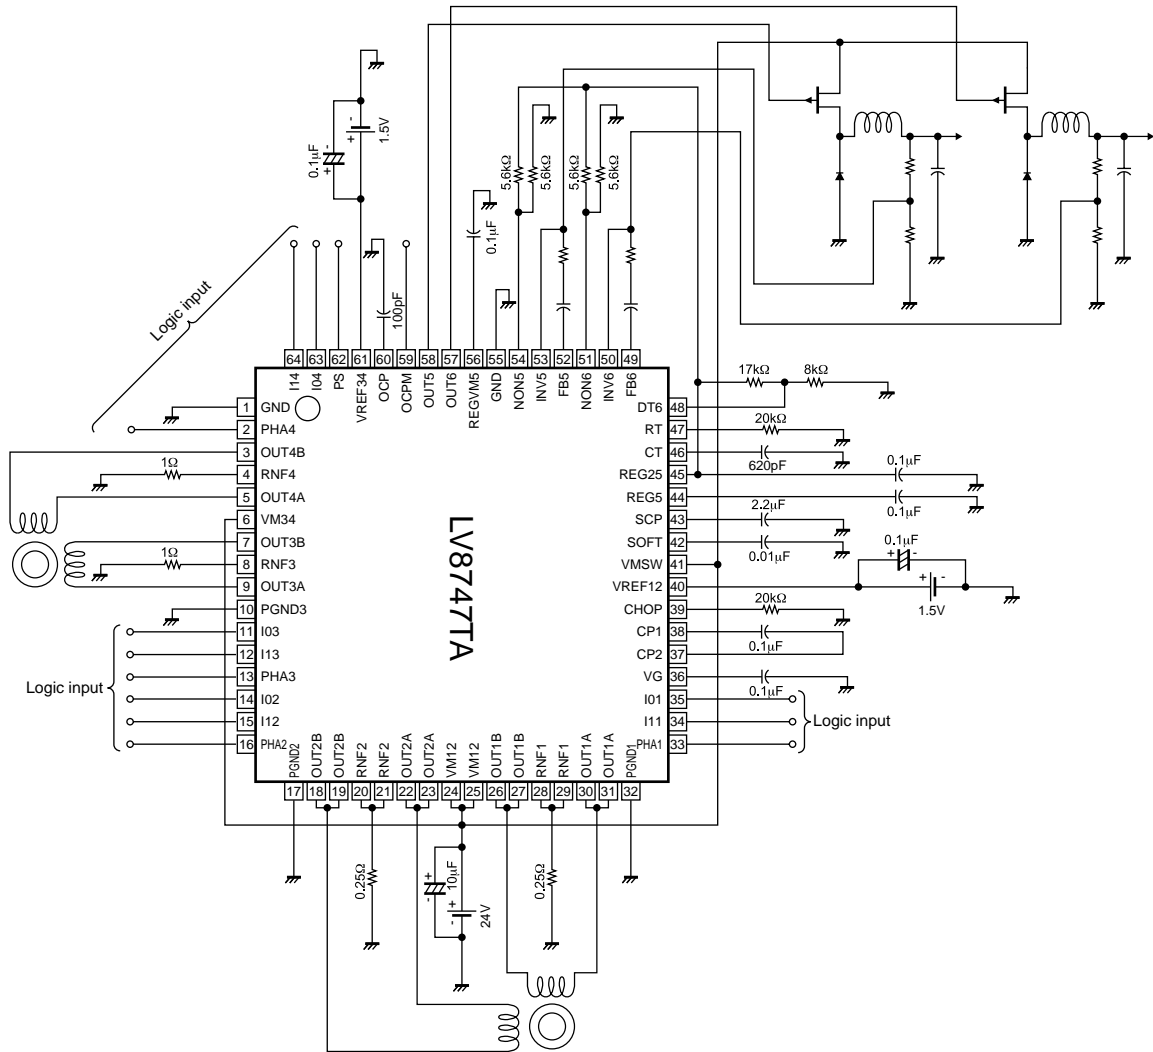 1.5V
0.1µF
5.6kΩ
5.6kΩ
5.6kΩ
5.6kΩ
0.1µF
100pF
Logic input
64 63 62 61 60 59 58 57 56 55 54 53 52 51 50 49
I14 I04 PS VREF34 OCP OCPM OUT5 OUT6 REGVM5 GND NON5 INV5 FB5 NON6 INV6 FB6
17kΩ 8kΩ
1 GND
DT6 48
2 PHA4
20kΩ
RT 47
3 OUT4B
CT 46
620pF
1Ω
4 RNF4
REG25 45
0.1µF
5 OUT4A
REG5 44
0.1µF
6 VM34
2.2µF
SCP 43
7 OUT3B
SOFT 42
0.01µF
0.1µF
+ -
1Ω
8 RNF3
VMSW 41
9 OUT3A
VREF12 40
+ -
1.5V
20kΩ
10 PGND3
CHOP 39
11 I03
CP1 38
0.1µF
12 I13
CP2 37
13 PHA3
VG 36
0.1µF
Logic input
14 I02
I01 35
15 I12
I11 34
Logic input
16 PHA2
PHA1 33
LV8747TA
PGND2 OUT2B OUT2B RNF2 RNF2 OUT2A OUT2A VM12 VM12 OUT1B OUT1B RNF1 RNF1 OUT1A OUT1A PGND1
17 18 19 20 21 22 23 24 25 26 27 28 29 30 31 32
0.25Ω
10µF
+ -
24V
+ -
0.25Ω